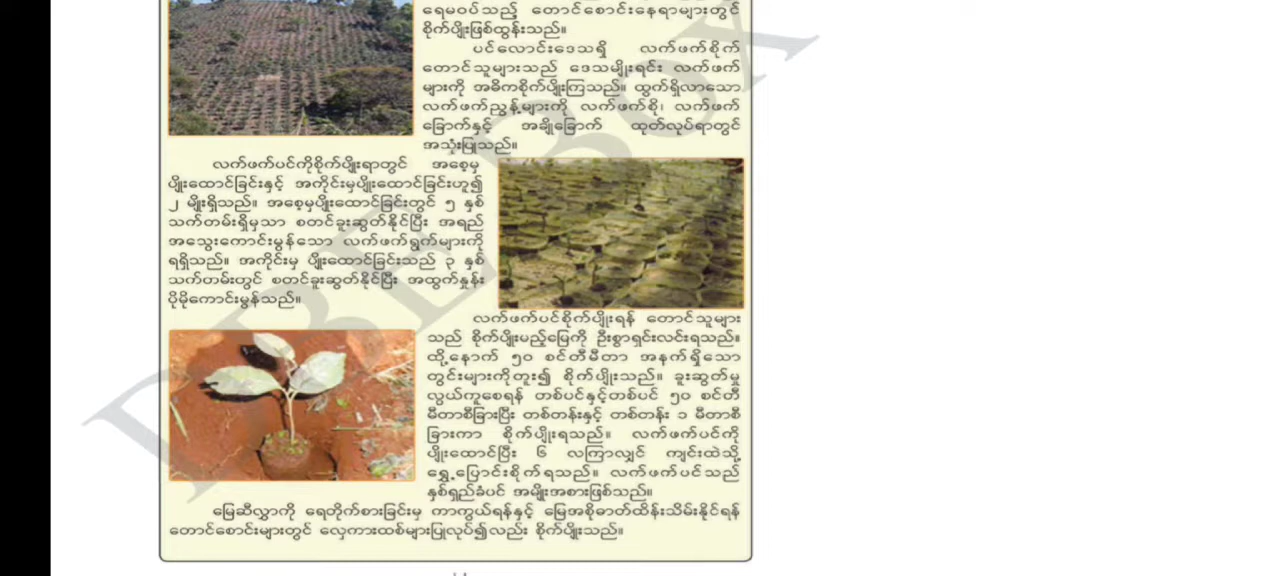 ရေမဝပ်သည့် တောင်စောင်းနေရာများတွင်
စိုက်ပျိုးဖြစ်ထွန်းသည်။
ပင်လောင်းဒေသရှိ လက်ဖက်စိုက်
တောင်သူများသည် ဒေသမျိုးရင်း လက်ဖက်
များကို အဓိကစိုက်ပျိုးကြသည်။ ထွက်ရှိလာသော
လက်ဖက်ညွန့်များကို လက်ဖက်စို၊ လက်ဖက်
ခြောက်နှင့် အချိုခြောက် ထုတ်လုပ်ရာတွင်
အသုံးပြုသည်။
လက်ဖက်ပင်ကိုစိုက်ပျိုးရာတွင် အစေ့မှ
ပျိုးထောင်ခြင်းနှင့် အကိုင်းမှပျိုးထောင်ခြင်းဟူ၍
၂ မျိုးရှိသည်။ အစေ့မှပျိုးထောင်ခြင်းတွင် ၅ နှစ်
သက်တမ်းရှိမှသာ စတင်ခူးဆွတ်နိုင်ပြီး အရည်
အသွေးကောင်းမွန်သော လက်ဖက်ရွက်များကို
ရရှိသည်။ အကိုင်းမှ ပျိုးထောင်ခြင်းသည် ၃ နှစ်
သက်တမ်းတွင် စတင်ခူးဆွတ်နိုင်ပြီး အထွက်နှုန်း
ပိုမိုကောင်းမွန်သည်။
လက်ဖက်ပင်စိုက်ပျိုးရန် တောင်သူများ
သည် စိုက်ပျိုးမည့်မြေကို ဦးစွာရှင်းလင်းရသည်။
ထို့နောက် ၅၀ စင်တီမီတာ အနက်ရှိသော
တွင်းများကိုတူး၍ စိုက်ပျိုးသည်။ ခူးဆွတ်မှု
လွယ်ကူစေရန် တစ်ပင်နှင့်တစ်ပင် ၅၀ စင်တီ
မီတာစီခြားပြီး တစ်တန်းနှင့် တစ်တန်း ၁ မီတာစီ
ခြားကာ စိုက်ပျိုးရသည်။ လက်ဖက်ပင်ကို
ပျိုးထောင်ပြီး ၆ လကြာလျှင် ကျင်းထဲသို့
ရွှေ့ပြောင်းစိုက်ရသည်။ လက်ဖက်ပင်သည်
နှစ်ရှည်ခံပင် အမျိုးအစားဖြစ်သည်။
မြေဆီလွှာကို ရေတိုက်စားခြင်းမှ ကာကွယ်ရန်နှင့် မြေအစိုဓာတ်ထိန်းသိမ်းနိုင်ရန်
တောင်စောင်းများတွင် လှေကားထစ်များပြုလုပ်၍လည်း စိုက်ပျိုးသည်။